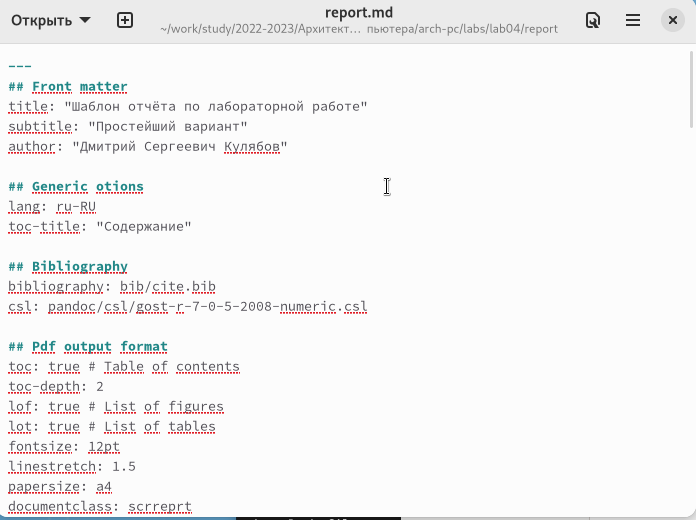 Открыть
report.md
~/work/study/2022-2023/Архитект… пьютера/arch-pc/labs/lab04/report
---
## Front matter
title: "Шаблон отчёта по лабораторной работе"
subtitle: "Простейший вариант"
author: "Дмитрий Сергеевич Кулябов"
## Generic otions
lang: ru-RU
toc-title: "Содержание"
## Bibliography
bibliography: bib/cite.bib
csl: pandoc/csl/gost-r-7-0-5-2008-numeric.csl
## Pdf output format
toc: true # Table of contents
toc-depth: 2
lof: true # List of figures
lot: true # List of tables
fontsize: 12pt
linestretch: 1.5
papersize: a4
documentclass: scrreprt